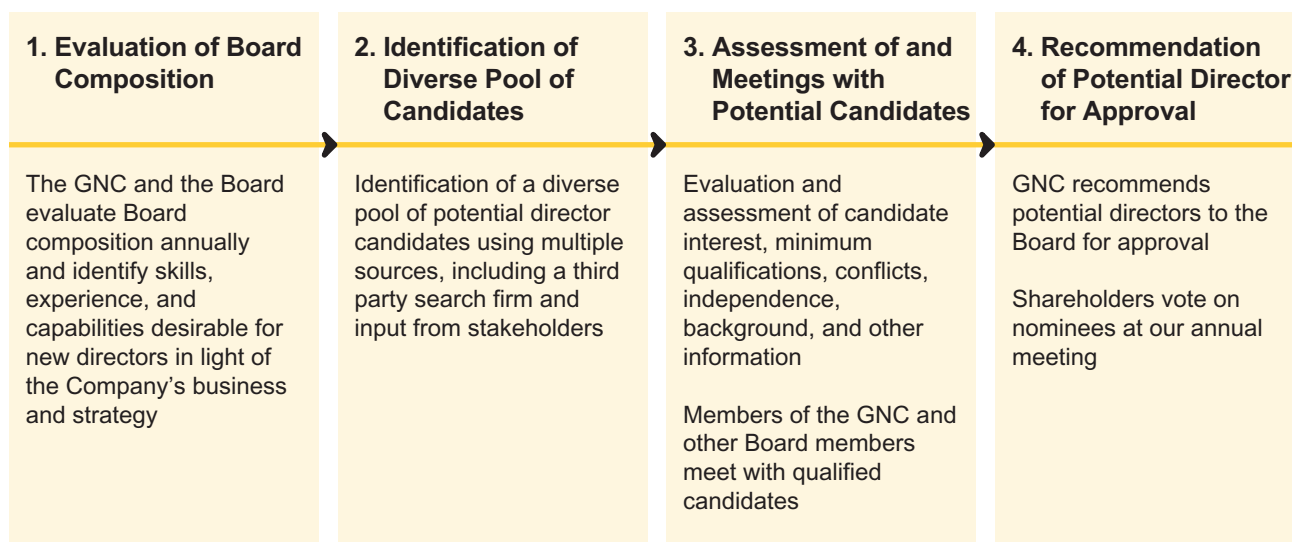 1. Evaluation of Board
Composition
The GNC and the Board
evaluate Board
composition annually
and identify skills,
experience, and
capabilities desirable for
new directors in light of
the Company’s business
and strategy
2. Identification of
Diverse Pool of
Candidates
Identification of a diverse
pool of potential director
candidates using multiple
sources, including a third
party search firm and
input from stakeholders
3. Assessment of and
Meetings with
Potential Candidates
Evaluation and
assessment of candidate
interest, minimum
qualifications, conflicts,
independence,
background, and other
information
Members of the GNC and
other Board members
meet with qualified
candidates
4. Recommendation
of Potential Director
for Approval
GNC recommends
potential directors to the
Board for approval
Shareholders vote on
nominees at our annual
meeting